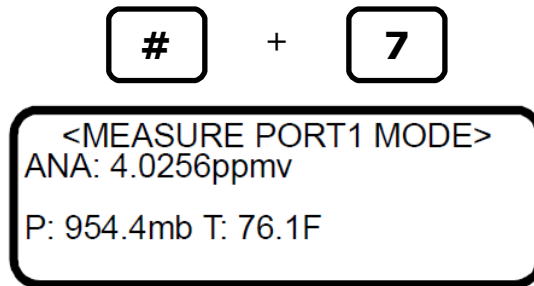 # + 7
<MEASURE PORT1 MODE>
ANA: 4.0256ppmv
P: 954.4mb T: 76.1F